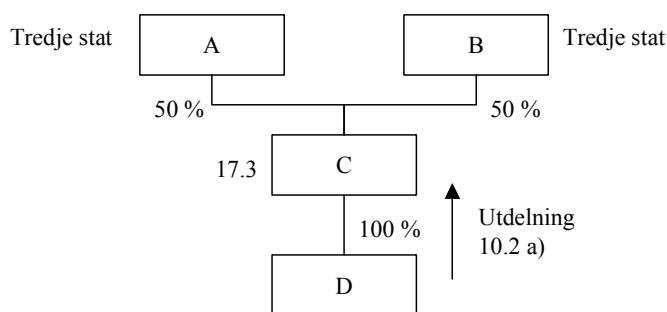 Tredje stat
A
B
Tredje stat
50 %
50 %
17.3
C
100 %
Utdelning
10.2 a)
D